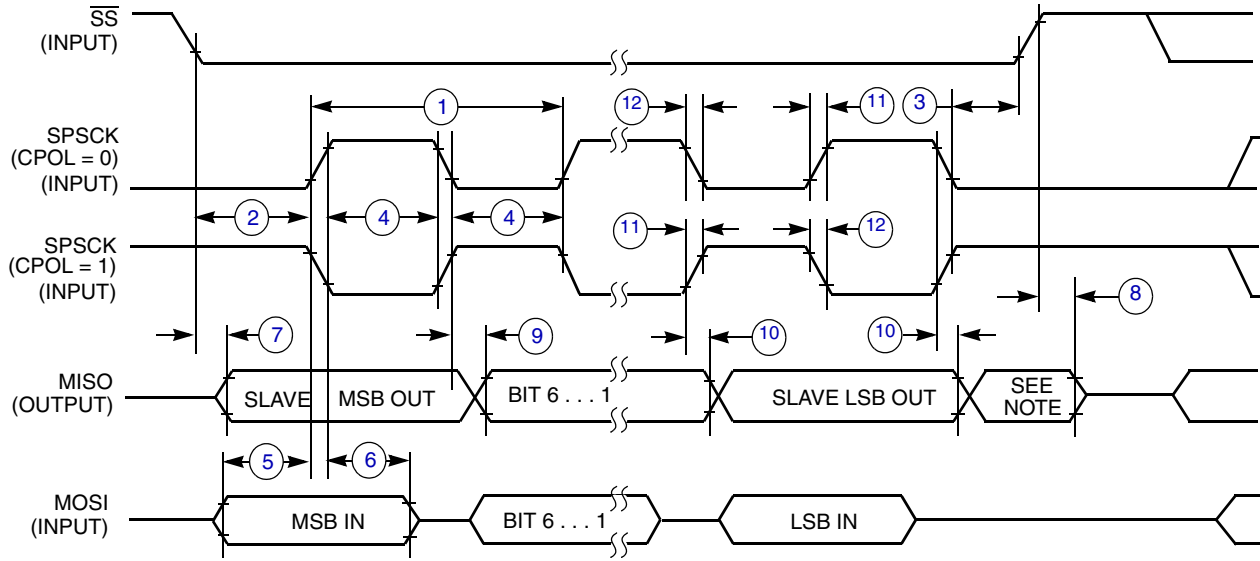 SS
(INPUT)
1
12
11
3
SPSCK
(CPOL = 0)
(INPUT)
2
4
4
11
12
SPSCK
(CPOL = 1)
(INPUT)
7
9
10
10
8
MISO
(OUTPUT)
SLAVE MSB OUT
BIT 6 . . . 1
SLAVE LSB OUT
SEE
NOTE
5
6
MOSI
(INPUT)
MSB IN
BIT 6 . . . 1
LSB IN